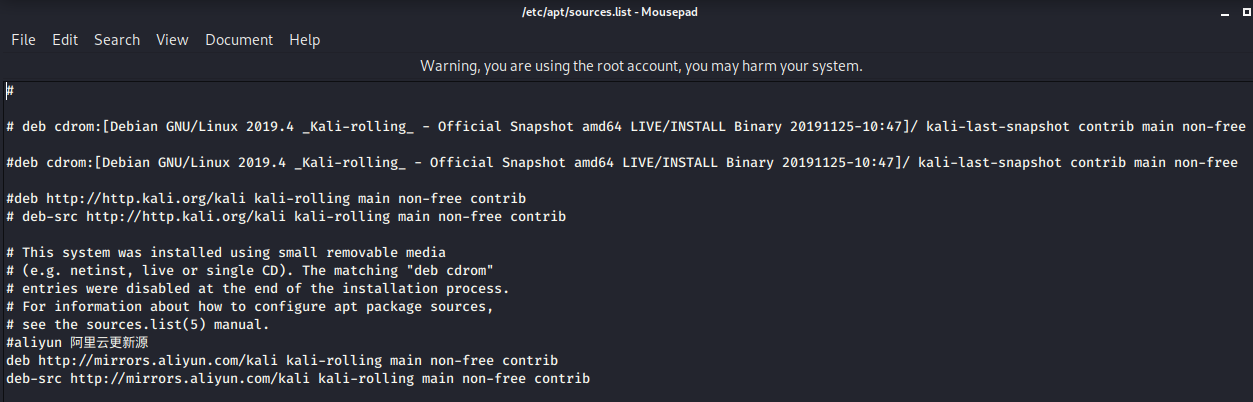 /etc/apt/sources.list - Mousepad
File Edit Search View Document Help
Warning, you are using the root account, you may harm your system.
#
# deb cdrom:[Debian GNU/Linux 2019.4 _Kali-rolling_ - Official Snapshot amd64 LIVE/INSTALL Binary 20191125-10:47]/ kali-last-snapshot contrib main non-free
#deb cdrom:[Debian GNU/Linux 2019.4 _Kali-rolling_ - Official Snapshot amd64 LIVE/INSTALL Binary 20191125-10:47]/ kali-last-snapshot contrib main non-free
#deb http://http.kali.org/kali kali-rolling main non-free contrib
# deb-src http://http.kali.org/kali kali-rolling main non-free contrib
# This system was installed using small removable media
# (e.g. netinst, live or single CD). The matching "deb cdrom"
# entries were disabled at the end of the installation process.
# For information about how to configure apt package sources,
# see the sources.list(5) manual.
#aliyun 阿里云更新源
deb http://mirrors.aliyun.com/kali kali-rolling main non-free contrib
deb-src http://mirrors.aliyun.com/kali kali-rolling main non-free contrib